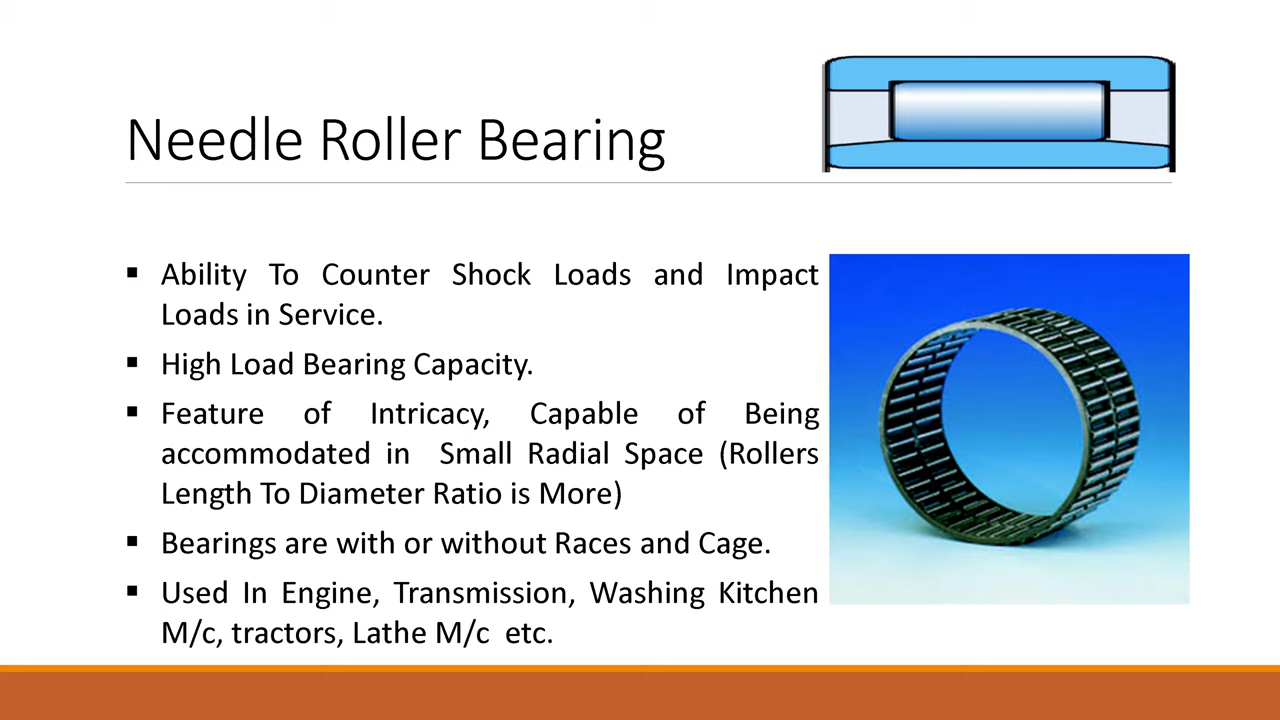 Needle Roller Bearing
▪ Ability To Counter Shock Loads and Impact
Loads in Service.
▪ High Load Bearing Capacity.
▪ Feature of Intricacy, Capable of Being
accommodated in Small Radial Space (Rollers
Length To Diameter Ratio is More)
▪ Bearings are with or without Races and Cage.
▪ Used In Engine, Transmission, Washing Kitchen
M/c, tractors, Lathe M/c etc.